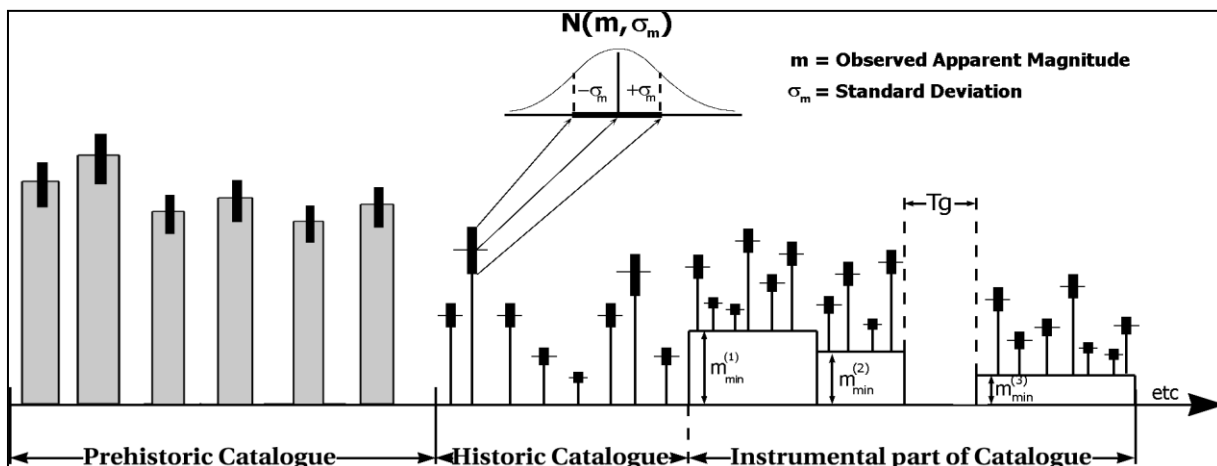 N(m,σm)
m = Observed Apparent Magnitude
σm = Standard Deviation
−σm +σm
Tg
m(1)min
m(2)min
m(3)min
etc
Prehistoric Catalogue Historic Catalogue Instrumental part of Catalogue